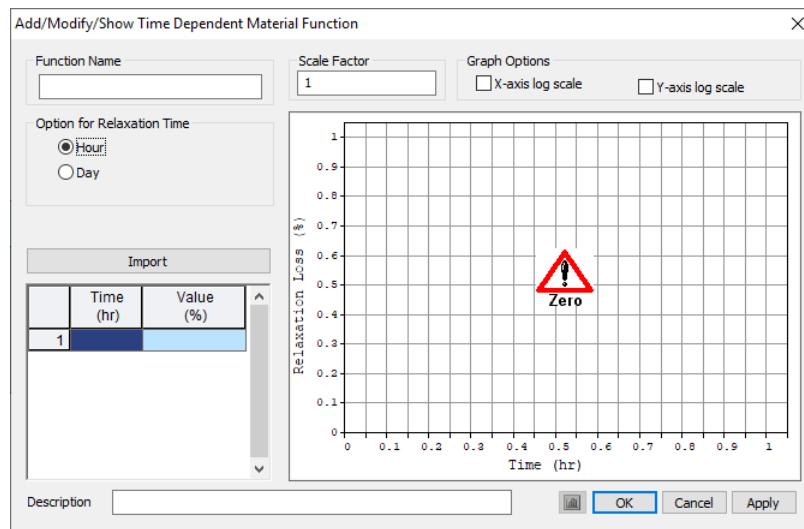 Add/Modify/Show Time Dependent Material Function
Function Name
Scale Factor
1
Graph Options
X-axis log scale
Y-axis log scale
Option for Relaxation Time
Hour
Day
Import
Time
(hr)
Value
(%)
1
Relaxation Loss (%)
1
0.9
0.8
0.7
0.6
0.5
0.4
0.3
0.2
0.1
0
Zero
0 0.1 0.2 0.3 0.4 0.5 0.6 0.7 0.8 0.9 1
Time (hr)
Description
OK
Cancel
Apply